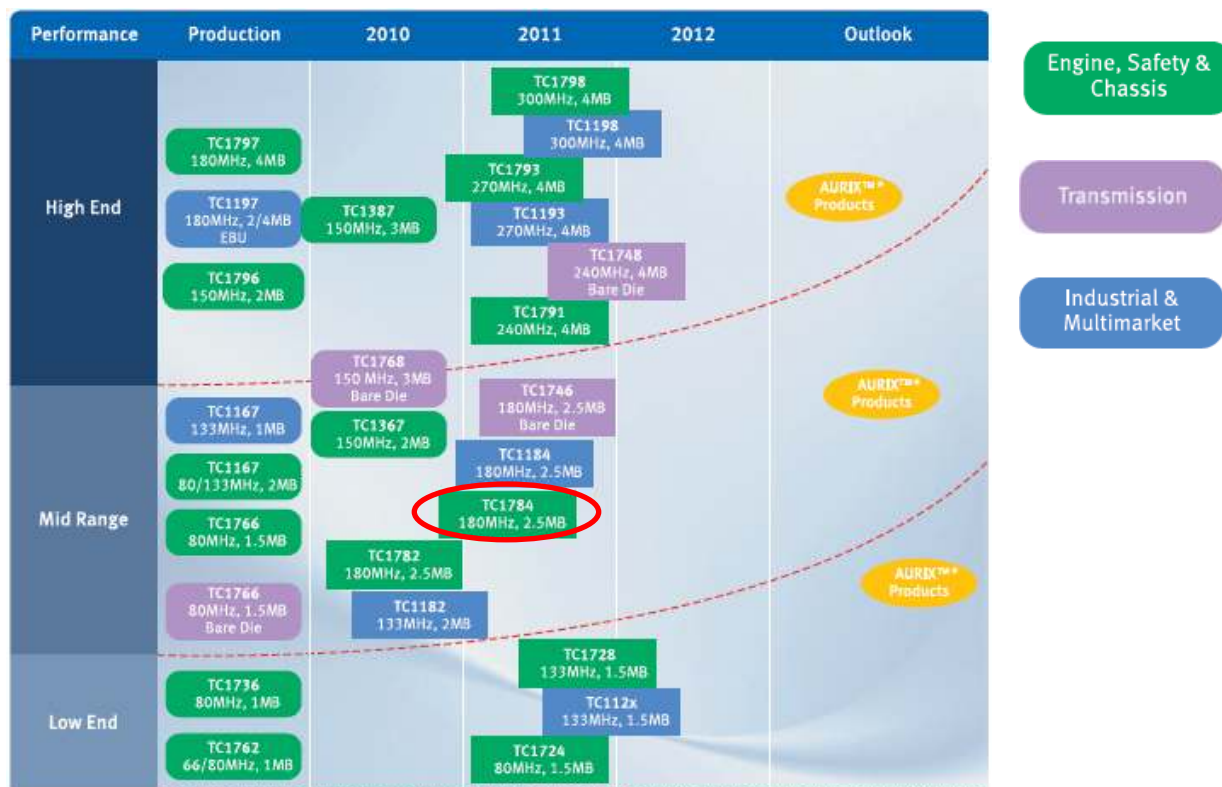 Performance
Production
2010
2011
2012
Outlook
High End
TC1797
180MHz, 4MB
TC1197
180MHz, 2/4MB
EBU
TC1796
150MHz, 2MB
TC1387
150MHz, 3MB
TC1798
300MHz, 4MB
TC1198
300MHz, 4MB
TC1793
270MHz, 4MB
TC1193
270MHz, 4MB
TC1748
240MHz, 4MB
Bare Die
TC1791
240MHz, 4MB
AURIX™*
Products
Mid Range
TC1167
133MHz, 1MB
TC1167
80/133MHz, 2MB
TC1766
80MHz, 1.5MB
TC1766
80MHz, 1.5MB
Bare Die
TC1768
150 MHz, 3MB
Bare Die
TC1367
150MHz, 2MB
TC1782
180MHz, 2.5MB
TC1182
133MHz, 2MB
TC1746
180MHz, 2.5MB
Bare Die
TC1184
180MHz, 2.5MB
TC1784
180MHz, 2.5MB
AURIX™*
Products
AURIX™*
Products
Low End
TC1736
80MHz, 1MB
TC1762
66/80MHz, 1MB
TC1728
133MHz, 1.5MB
TC112x
133MHz, 1.5MB
TC1724
80MHz, 1.5MB
Engine, Safety &
Chassis
Transmission
Industrial &
Multimarket